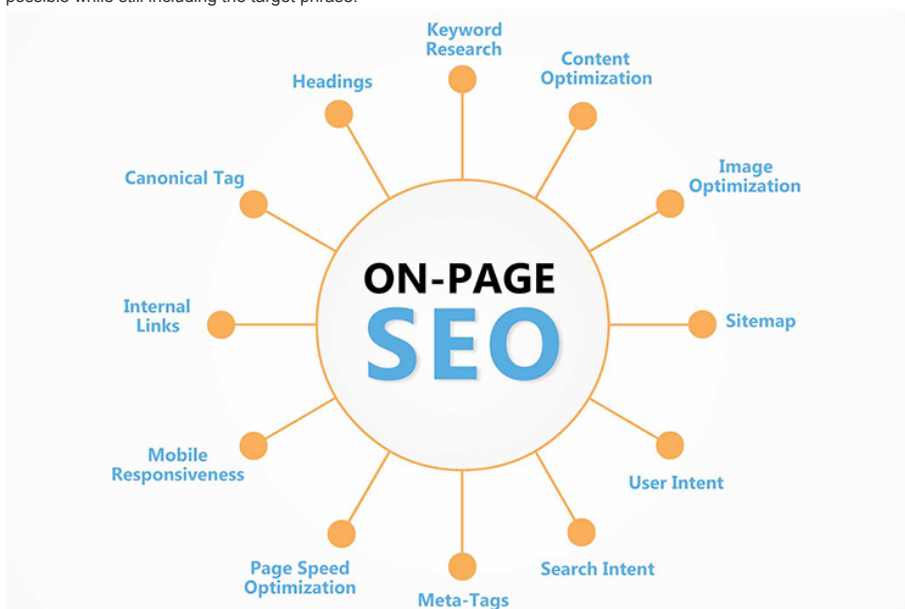 possible while still including the target phrase.
Keyword
Research
Content
Optimization
Headings
Image
Optimization
Canonical Tag
ON-PAGE
SEO
Internal
Links
Sitemap
Mobile
Responsiveness
User Intent
Page Speed
Optimization
Search Intent
Meta-Tags